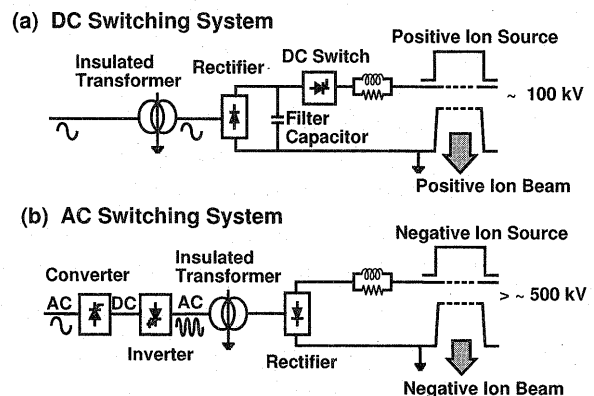 (a) DC Switching System
Positive Ion Source
DC Switch
Insulated
Transformer
Rectifier
~ 100 kV
Filter
Capacitor
Positive Ion Beam
(b) AC Switching System
Negative Ion Source
Insulated
Transformer
Converter
AC
DC
AC
> ~ 500 kV
Inverter
Rectifier
Negative Ion Beam